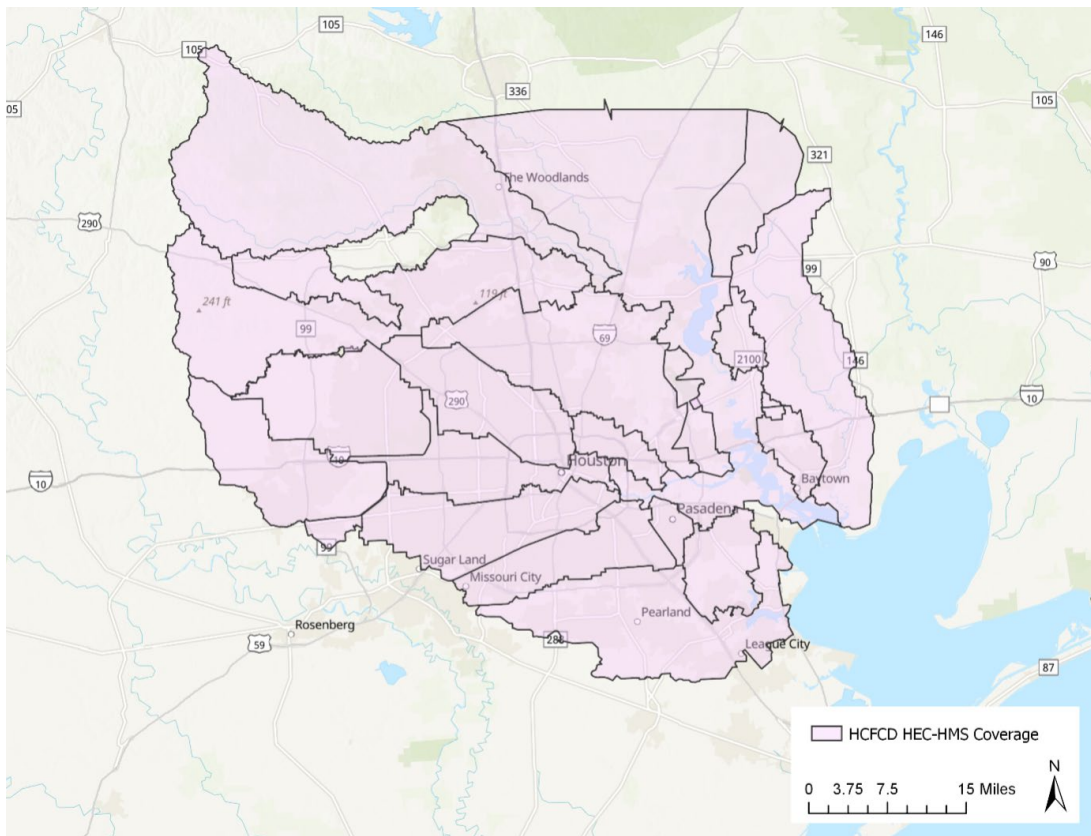 105
105
146
336
105
05
105
321
The Woodlands
290
99
90
241 ft
119 ft
99
69
2100
146
290
10
10
Houston
10
Baytown
Pasadena
99
Sugar Land
Missouri City
Pearland
Rosenberg
288
59
League City
87
HCFCD HEC-HMS Coverage
N
0 3.75 7.5 15 Miles